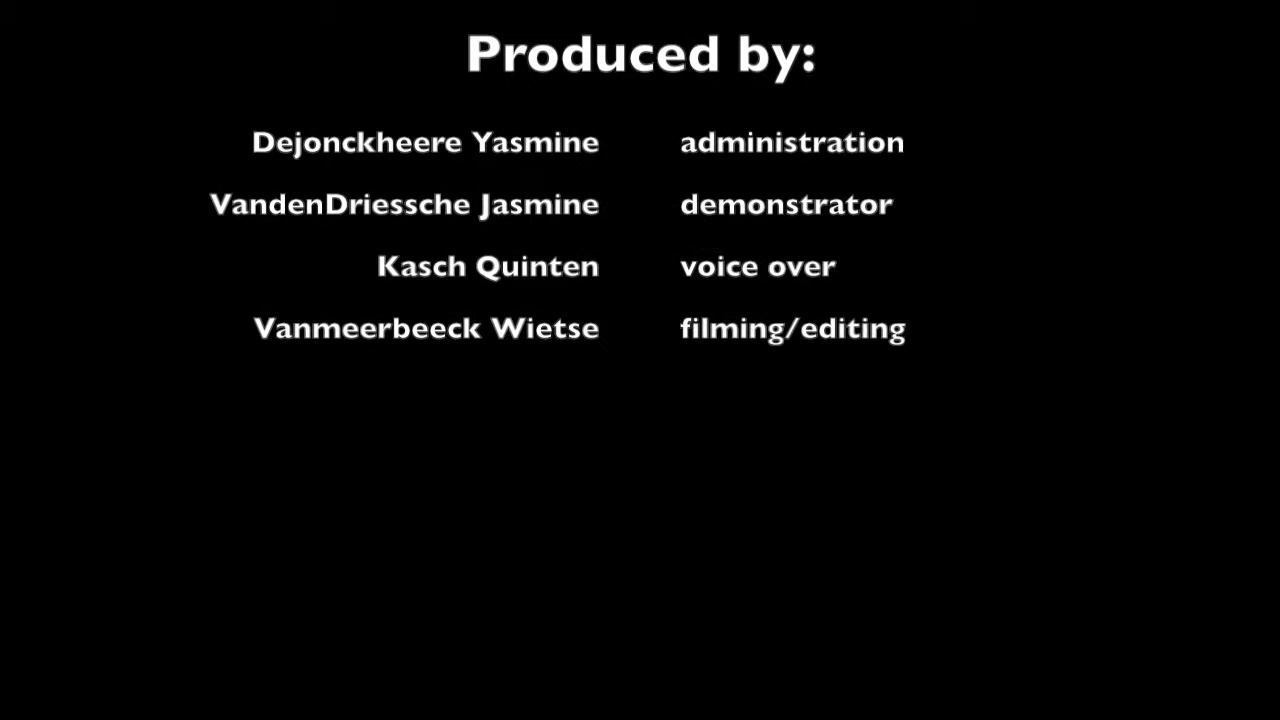 Produced by:
Dejonckheere Yasmine administration
VandenDriessche Jasmine demonstrator
Kasch Quinten voice over
Vanmeerbeeck Wietse filming/editing